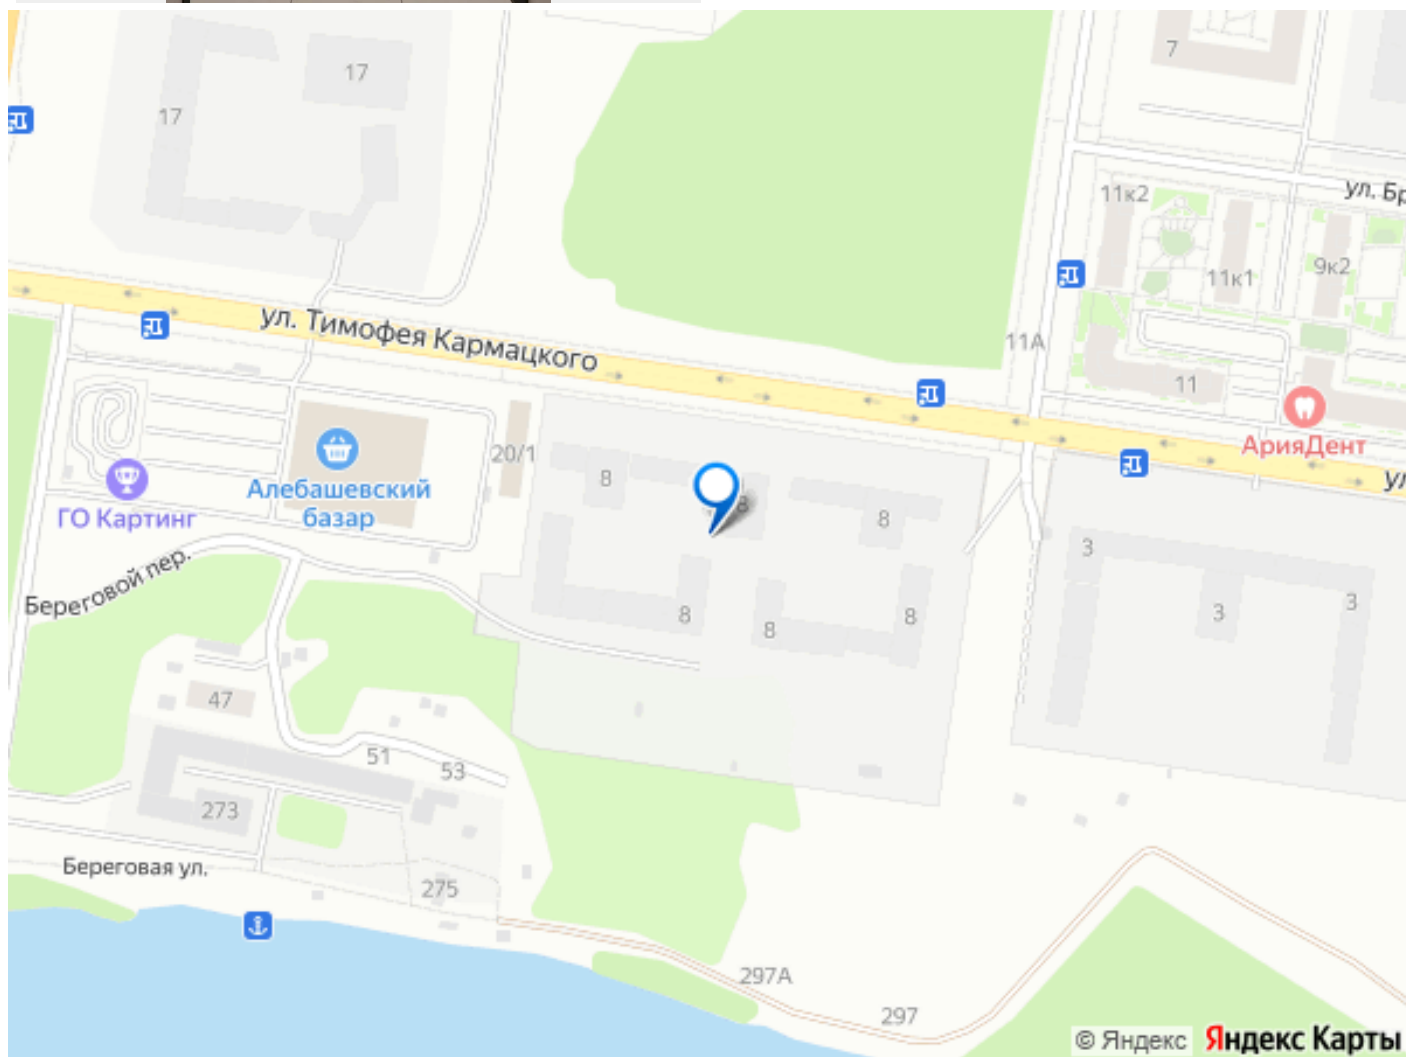 7
17
17
ул. Бр
11к2
9к2
11к1
ул. Тимофея Кармацкого
11А
11
АрияДент
20/1
8
8
8
ул
Алебашевский
базар
ГО Картинг
3
3
3
Береговой пер.
8
8
8
47
51
53
273
Береговая ул.
275
297А
297
© Яндекс Яндекс Карты